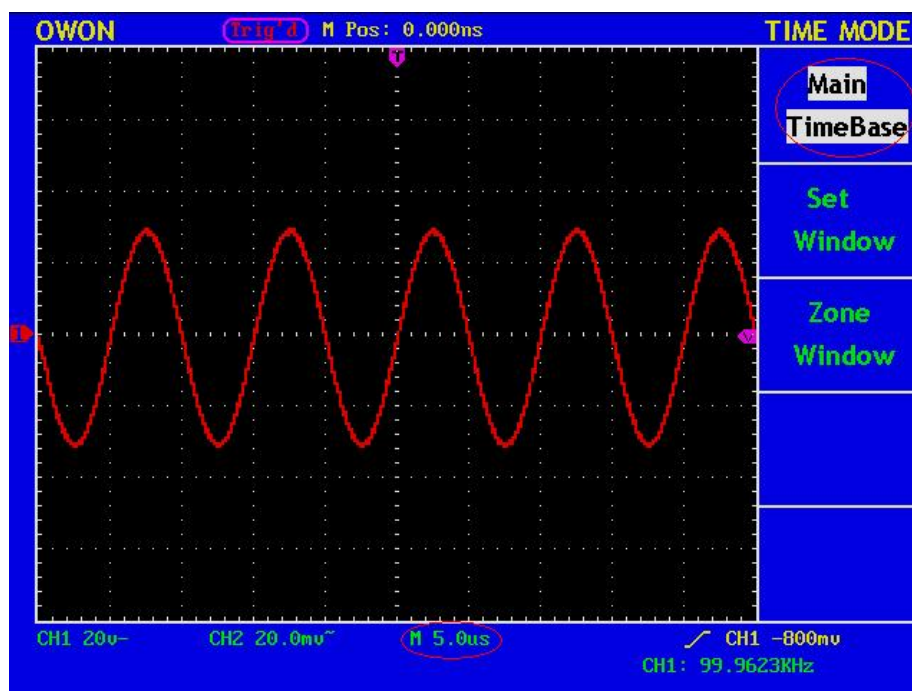 OWON Trig'd M Pos: 0.000ns TIME MODE
T
Main
TimeBase
Set
Window
Zone
Window
1
CH1 20v- CH2 20.0mv~ M 5.0us CH1 -800mv
CH1: 99.9623KHz